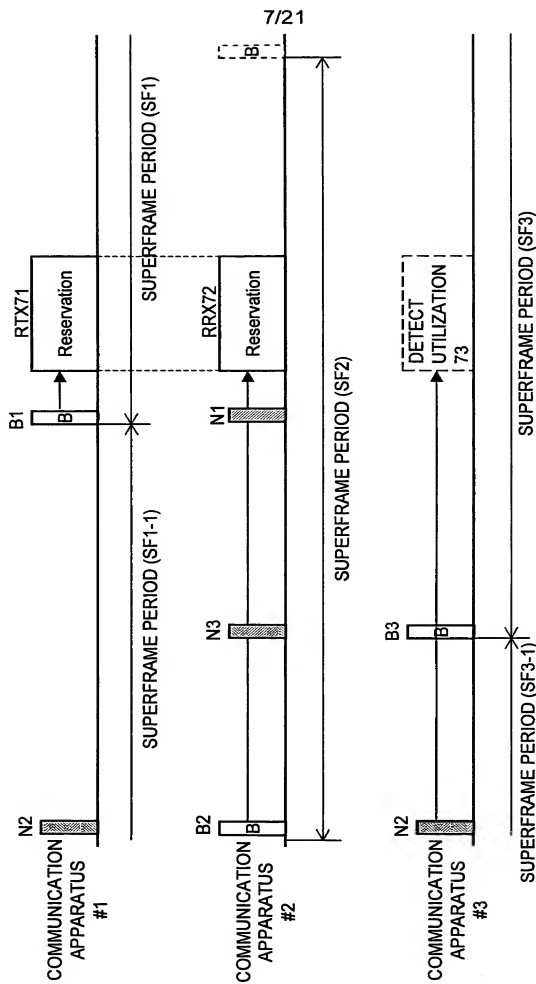 7/21
COMMUNICATION
APPARATUS
#1
N2
B1
B
RTX71
Reservation
SUPERFRAME PERIOD (SF1-1)
SUPERFRAME PERIOD (SF1)
COMMUNICATION
APPARATUS
#2
B2
B
N3
N1
RRX72
Reservation
B
SUPERFRAME PERIOD (SF2)
COMMUNICATION
APPARATUS
#3
N2
B3
B
DETECT
UTILIZATION
73
SUPERFRAME PERIOD (SF3-1)
SUPERFRAME PERIOD (SF3)